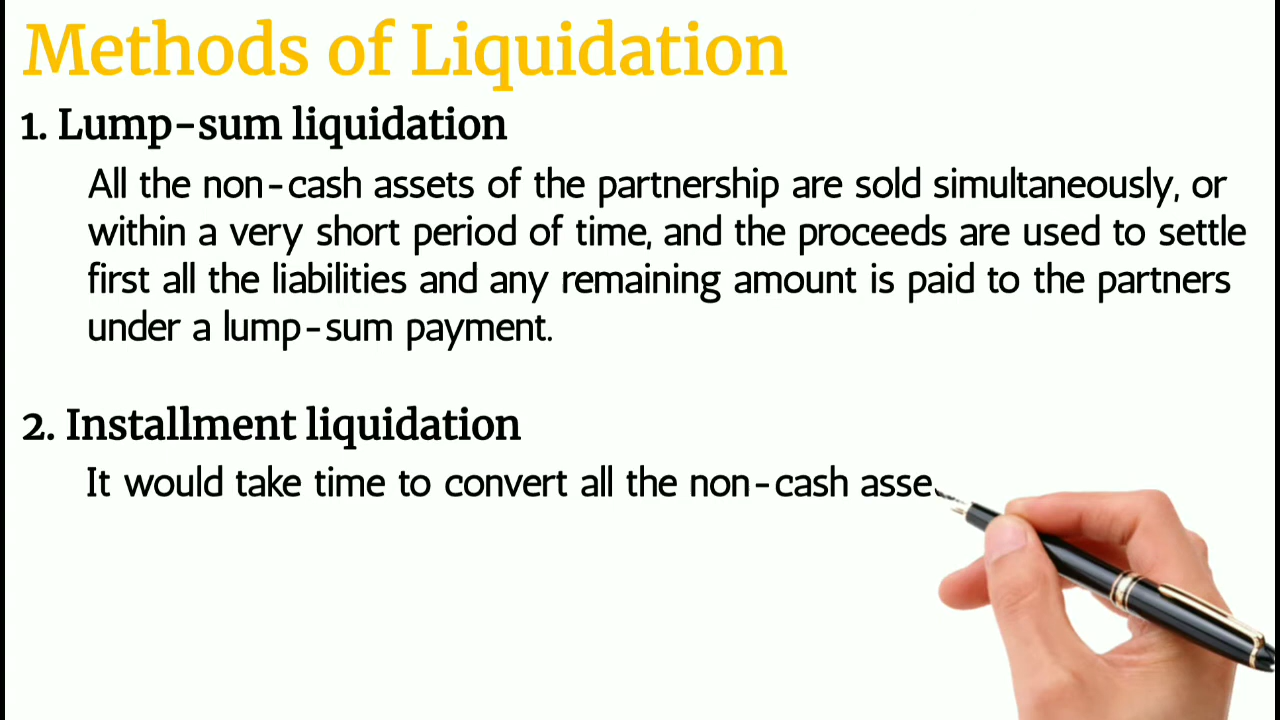 Methods of Liquidation
1. Lump-sum liquidation
All the non-cash assets of the partnership are sold simultaneously, or
within a very short period of time, and the proceeds are used to settle
first all the liabilities and any remaining amount is paid to the partners
under a lump-sum payment.
2. Installment liquidation
It would take time to convert all the non-cash asse